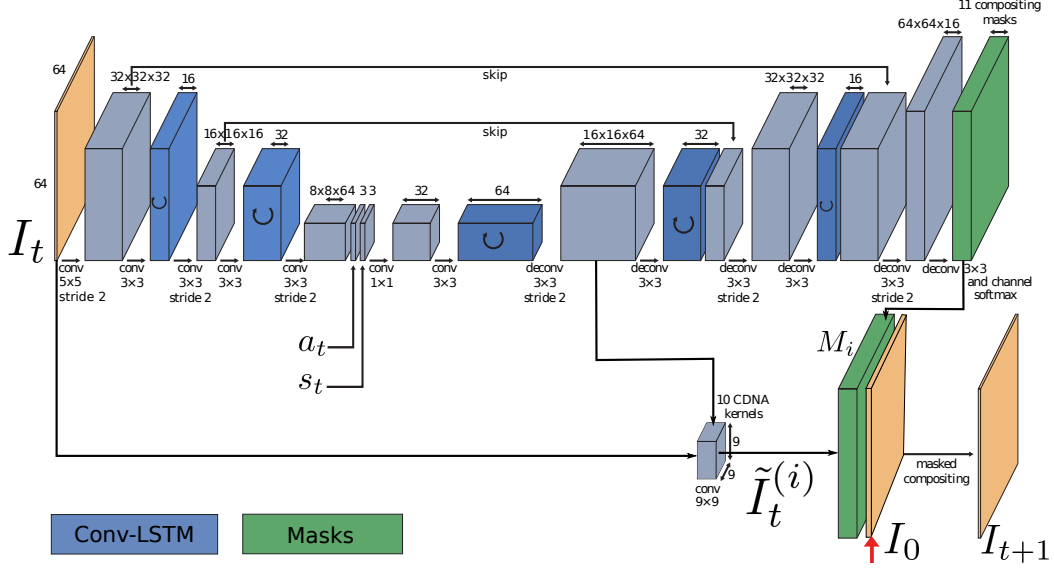 11 compositing
masks
64x64x16
64
32x32x32
16
skip
32x32x32
16
16x16x16
32
skip
16x16x64
32
64
8x8x64 3 3
32
64
I_t
conv
5x5
stride 2
conv
3×3
conv
3×3
stride 2
conv
3×3
conv
3×3
stride 2
conv
1×1
conv
3×3
deconv
3×3
stride 2
deconv
3×3
deconv
3×3
stride 2
deconv
3×3
deconv
3×3
stride 2
deconv
3×3
and channel
softmax
a_t
s_t
M_i
10 CDNA
kernels
9
9
conv
9×9
Ĩ_t^(i)
masked
compositing
I_0
I_{t+1}
Conv-LSTM
Masks